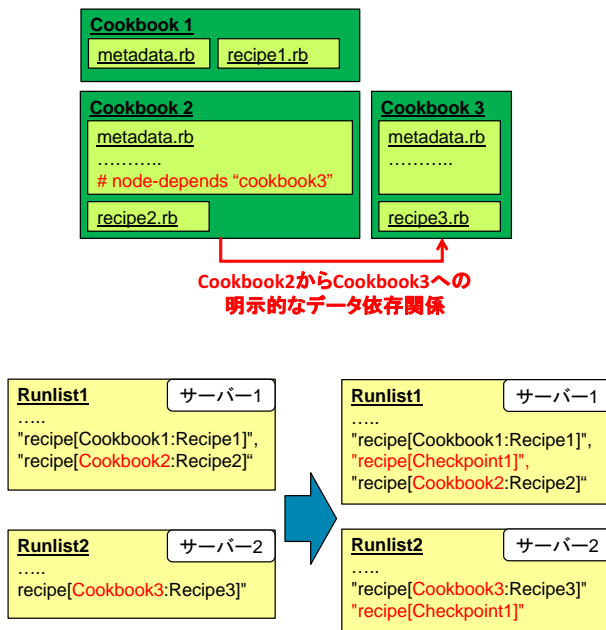 Cookbook 1
metadata.rb
recipe1.rb
Cookbook 2
metadata.rb
………..
# node-depends “cookbook3”
recipe2.rb
Cookbook 3
metadata.rb
………..
recipe3.rb
Cookbook2からCookbook3への
明示的なデータ依存関係
Runlist1
サーバー1
…..
"recipe[Cookbook1:Recipe1]",
"recipe[Cookbook2:Recipe2]“
Runlist2
サーバー2
…..
recipe[Cookbook3:Recipe3]"
Runlist1
サーバー1
…..
"recipe[Cookbook1:Recipe1]",
"recipe[Checkpoint1]",
"recipe[Cookbook2:Recipe2]“
Runlist2
サーバー2
…..
"recipe[Cookbook3:Recipe3]"
"recipe[Checkpoint1]"